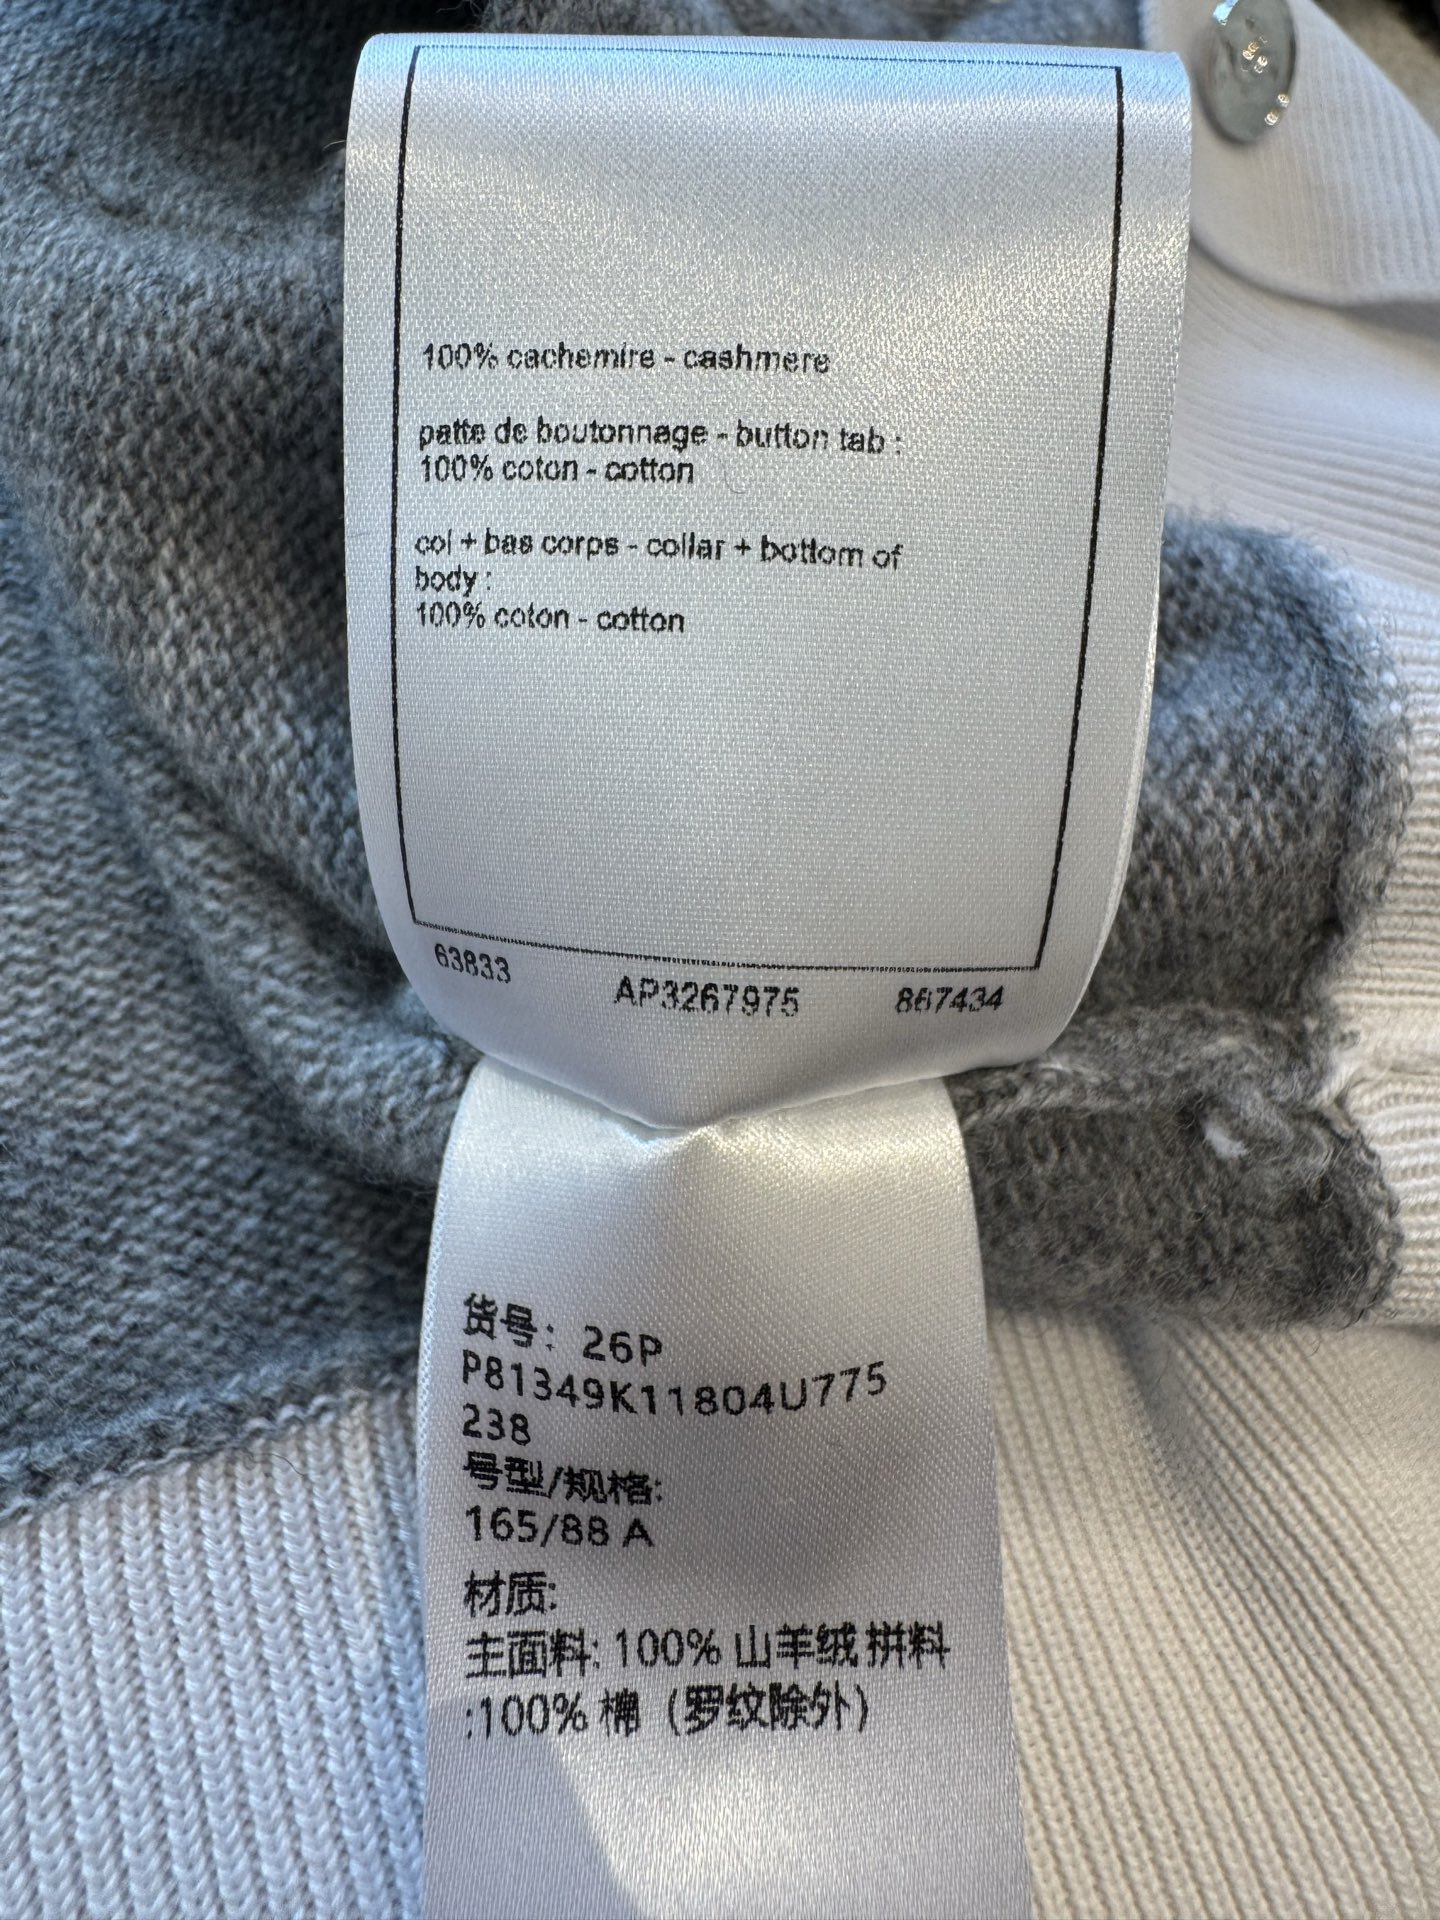 100% cachemire - cashmere
patte de boutonnage - button tab :
100% coton - cotton
col + bas corps - collar + bottom of
body :
100% coton - cotton
63833 AP3267975 867434
货号: 26P
P81349K11804U775
238
号型/规格:
165/88 A
材质:
主面料: 100% 山羊绒 拼料
:100% 棉（罗纹除外）